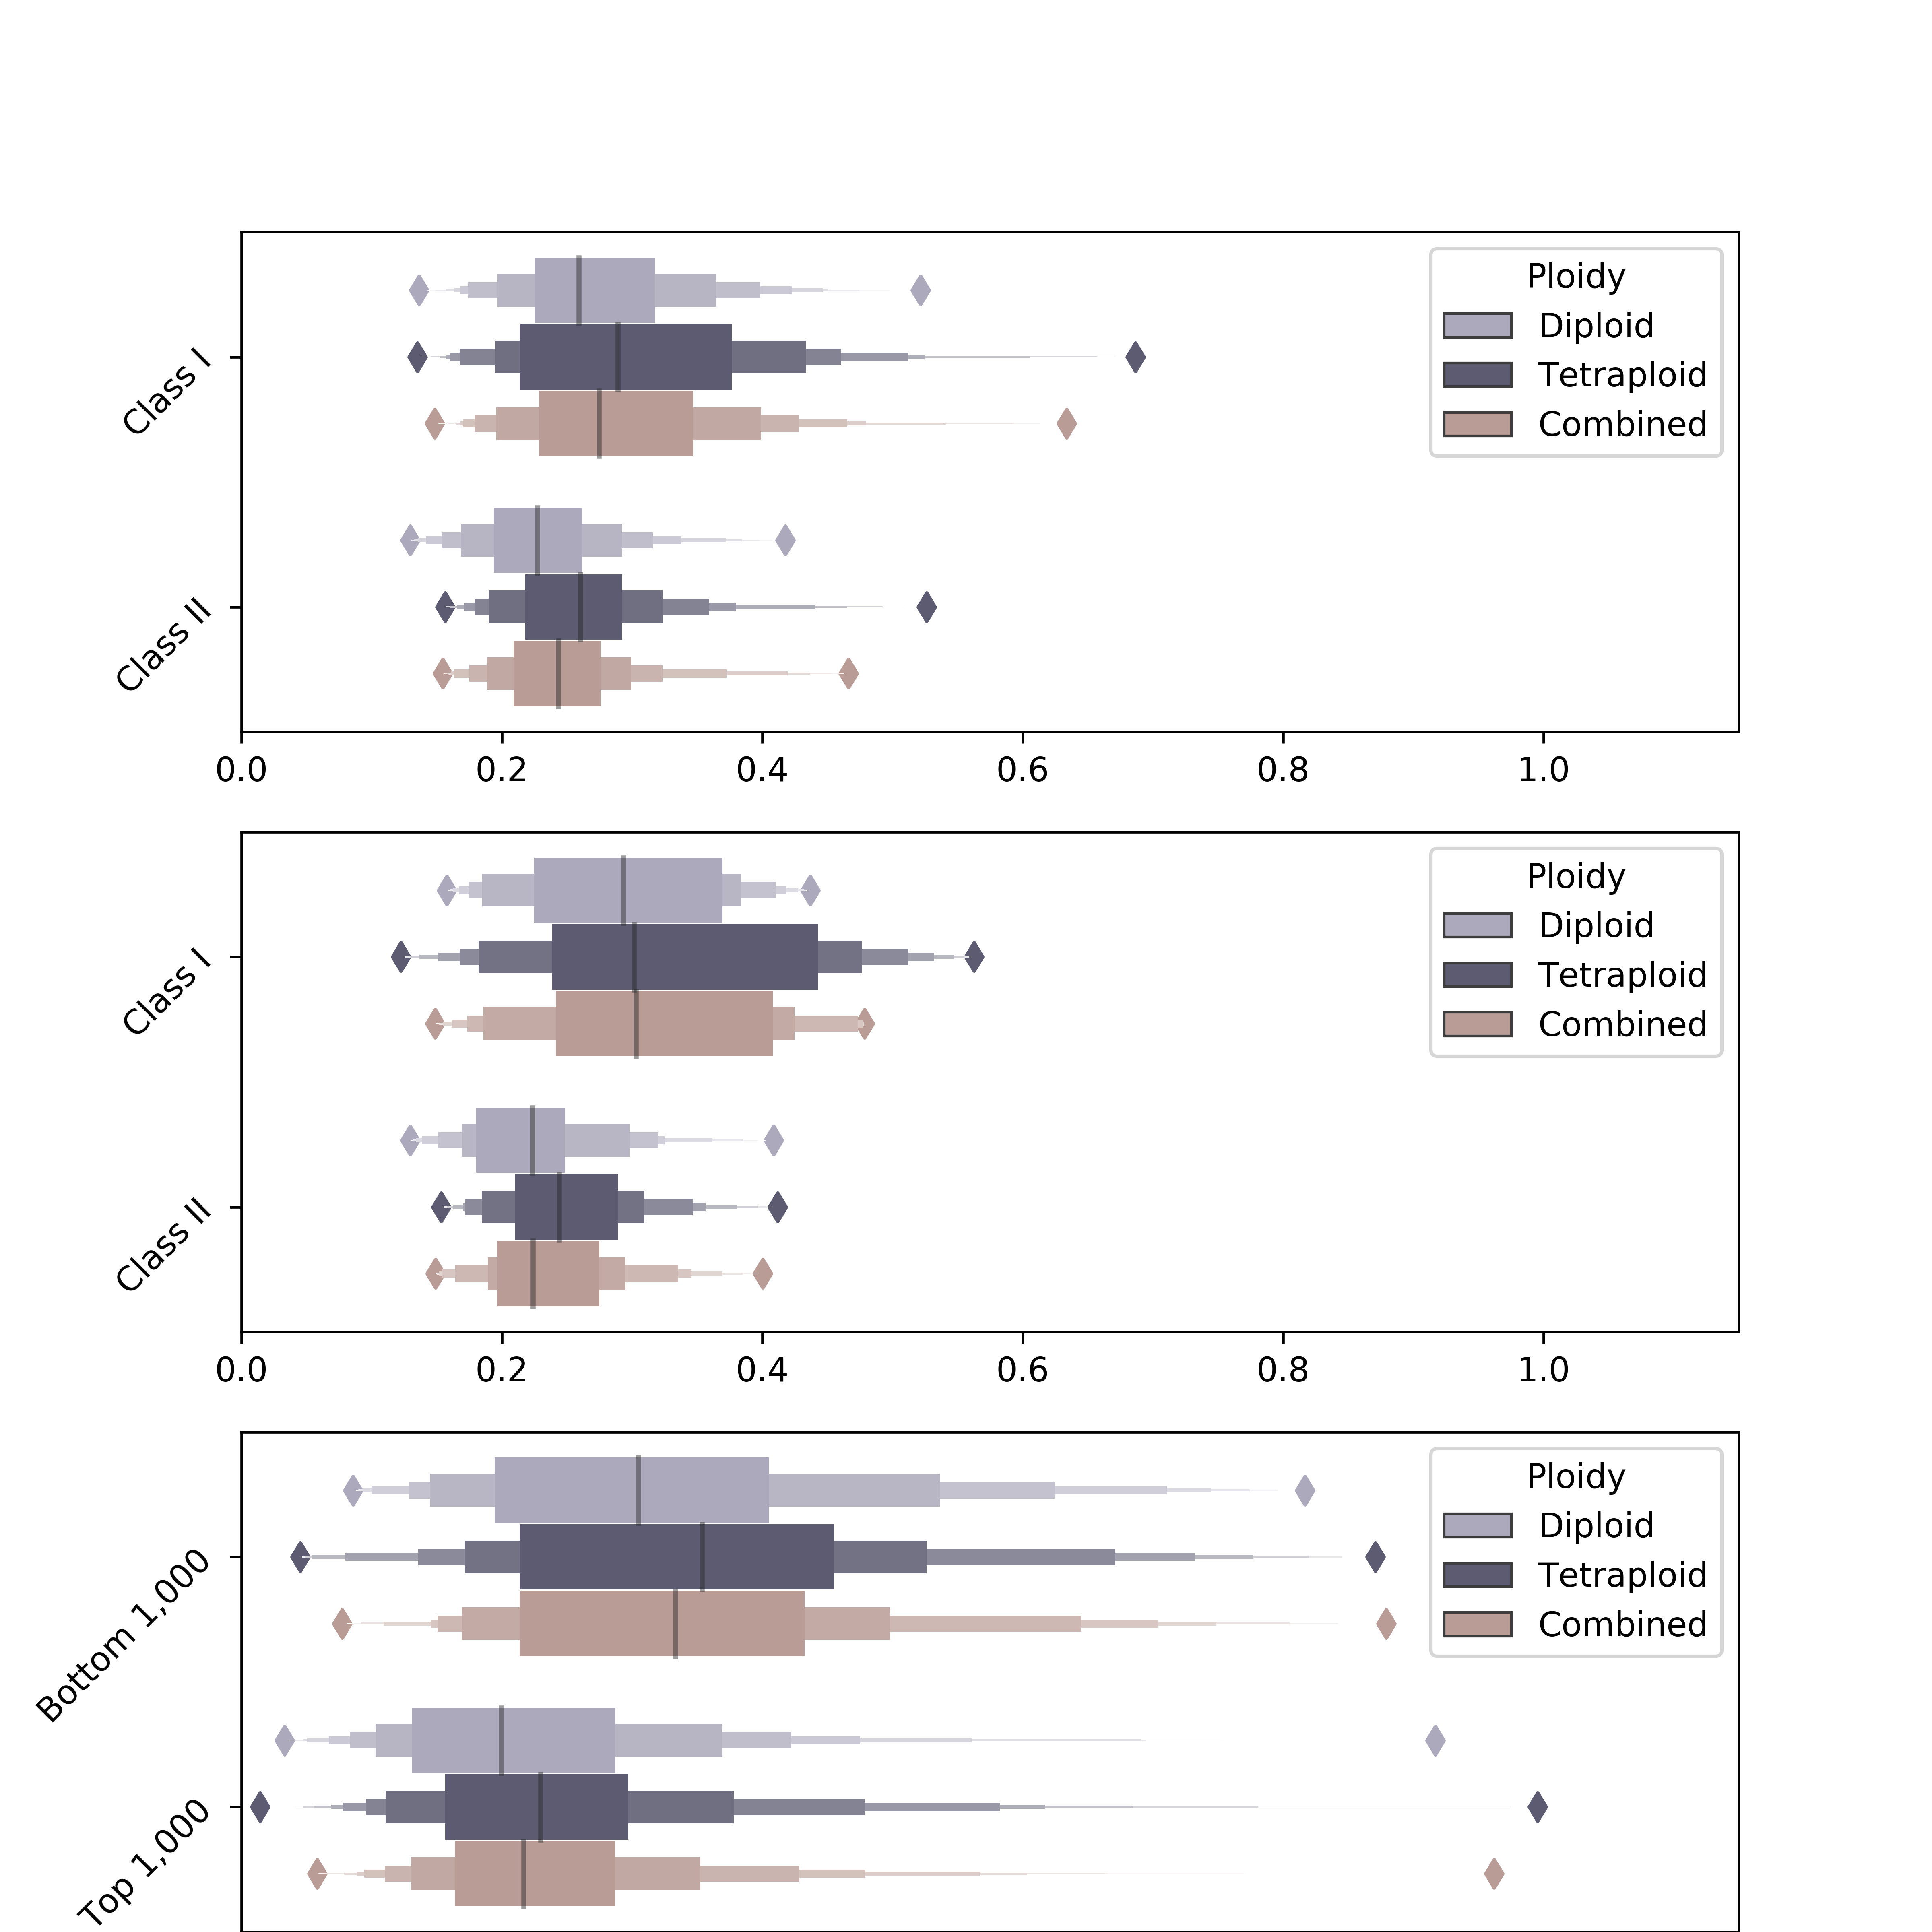 Ploidy
Diploid
Tetraploid
Combined
Class I
Class II
0.0 0.2 0.4 0.6 0.8 1.0
Ploidy
Diploid
Tetraploid
Combined
Class I
Class II
0.0 0.2 0.4 0.6 0.8 1.0
Ploidy
Diploid
Tetraploid
Combined
Bottom 1,000
Top 1,000